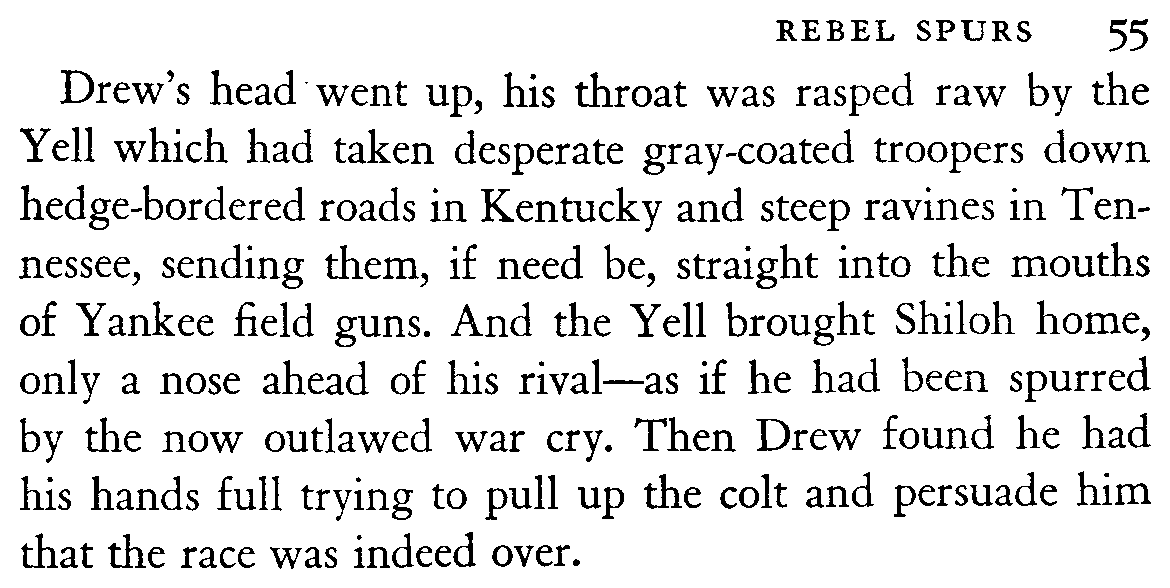 REBEL SPURS 55
Drew's head went up, his throat was rasped raw by the
Yell which had taken desperate gray-coated troopers down
hedge-bordered roads in Kentucky and steep ravines in Ten-
nessee, sending them, if need be, straight into the mouths
of Yankee field guns. And the Yell brought Shiloh home,
only a nose ahead of his rival—as if he had been spurred
by the now outlawed war cry. Then Drew found he had
his hands full trying to pull up the colt and persuade him
that the race was indeed over.